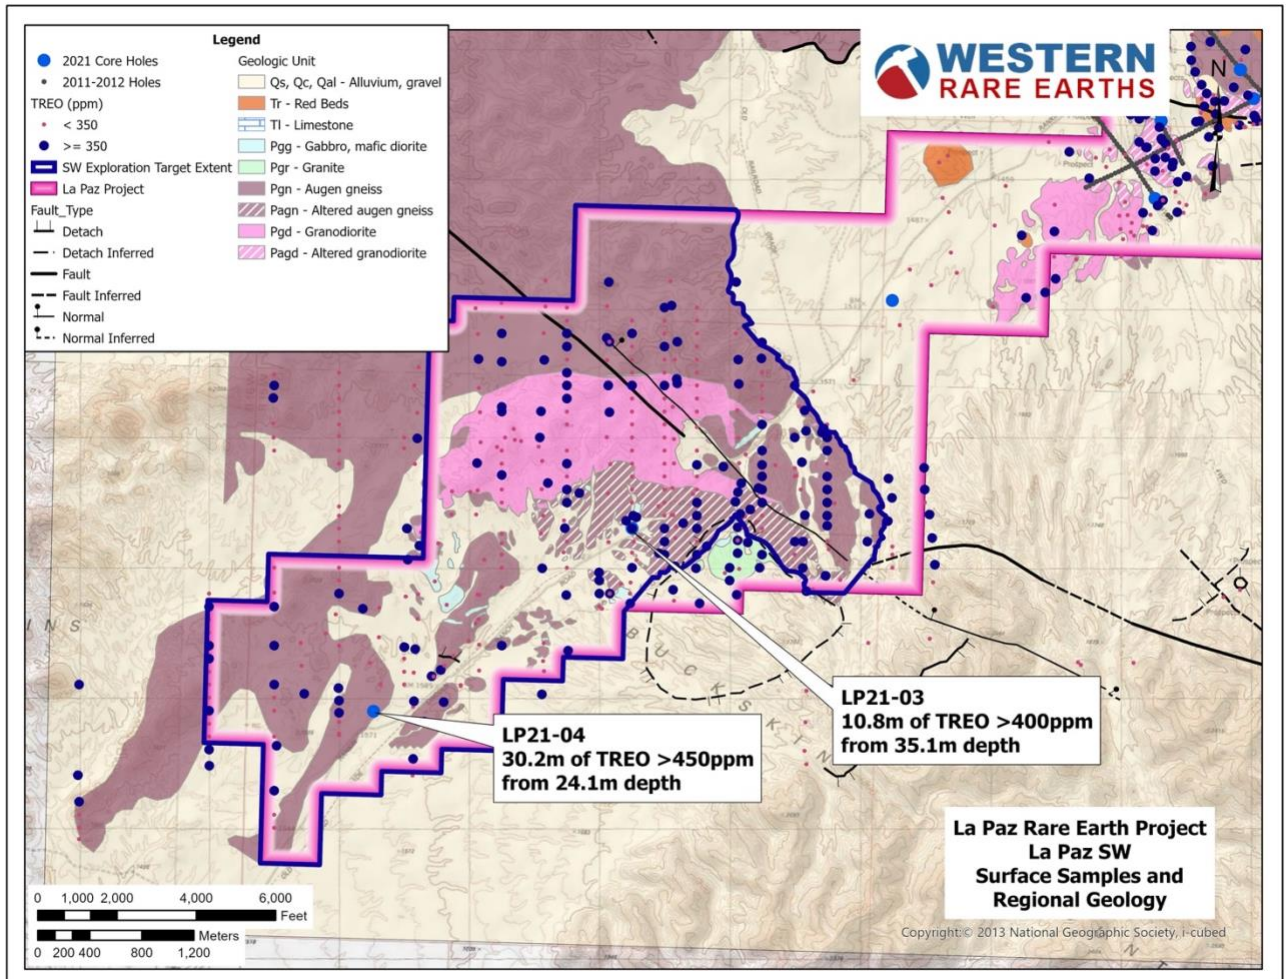 Legend
2021 Core Holes
2011-2012 Holes
TREO (ppm)
< 350
>= 350
SW Exploration Target Extent
La Paz Project
Fault_Type
Detach
Detach Inferred
Fault
Fault Inferred
Normal
Normal Inferred
Geologic Unit
Qs, Qc, Qal - Alluvium, gravel
Tr - Red Beds
Tl - Limestone
Pgg - Gabbro, mafic diorite
Pgr - Granite
Pgn - Augen gneiss
Pagn - Altered augen gneiss
Pgd - Granodiorite
Pagd - Altered granodiorite
WESTERN
RARE EARTHS
N
BUCKSKIN
INS
LP21-03
10.8m of TREO >400ppm
from 35.1m depth
LP21-04
30.2m of TREO >450ppm
from 24.1m depth
La Paz Rare Earth Project
La Paz SW
Surface Samples and
Regional Geology
0 1,000 2,000 4,000 6,000
Feet
Meters
0 200 400 800 1,200
Copyright:© 2013 National Geographic Society, i-cubed